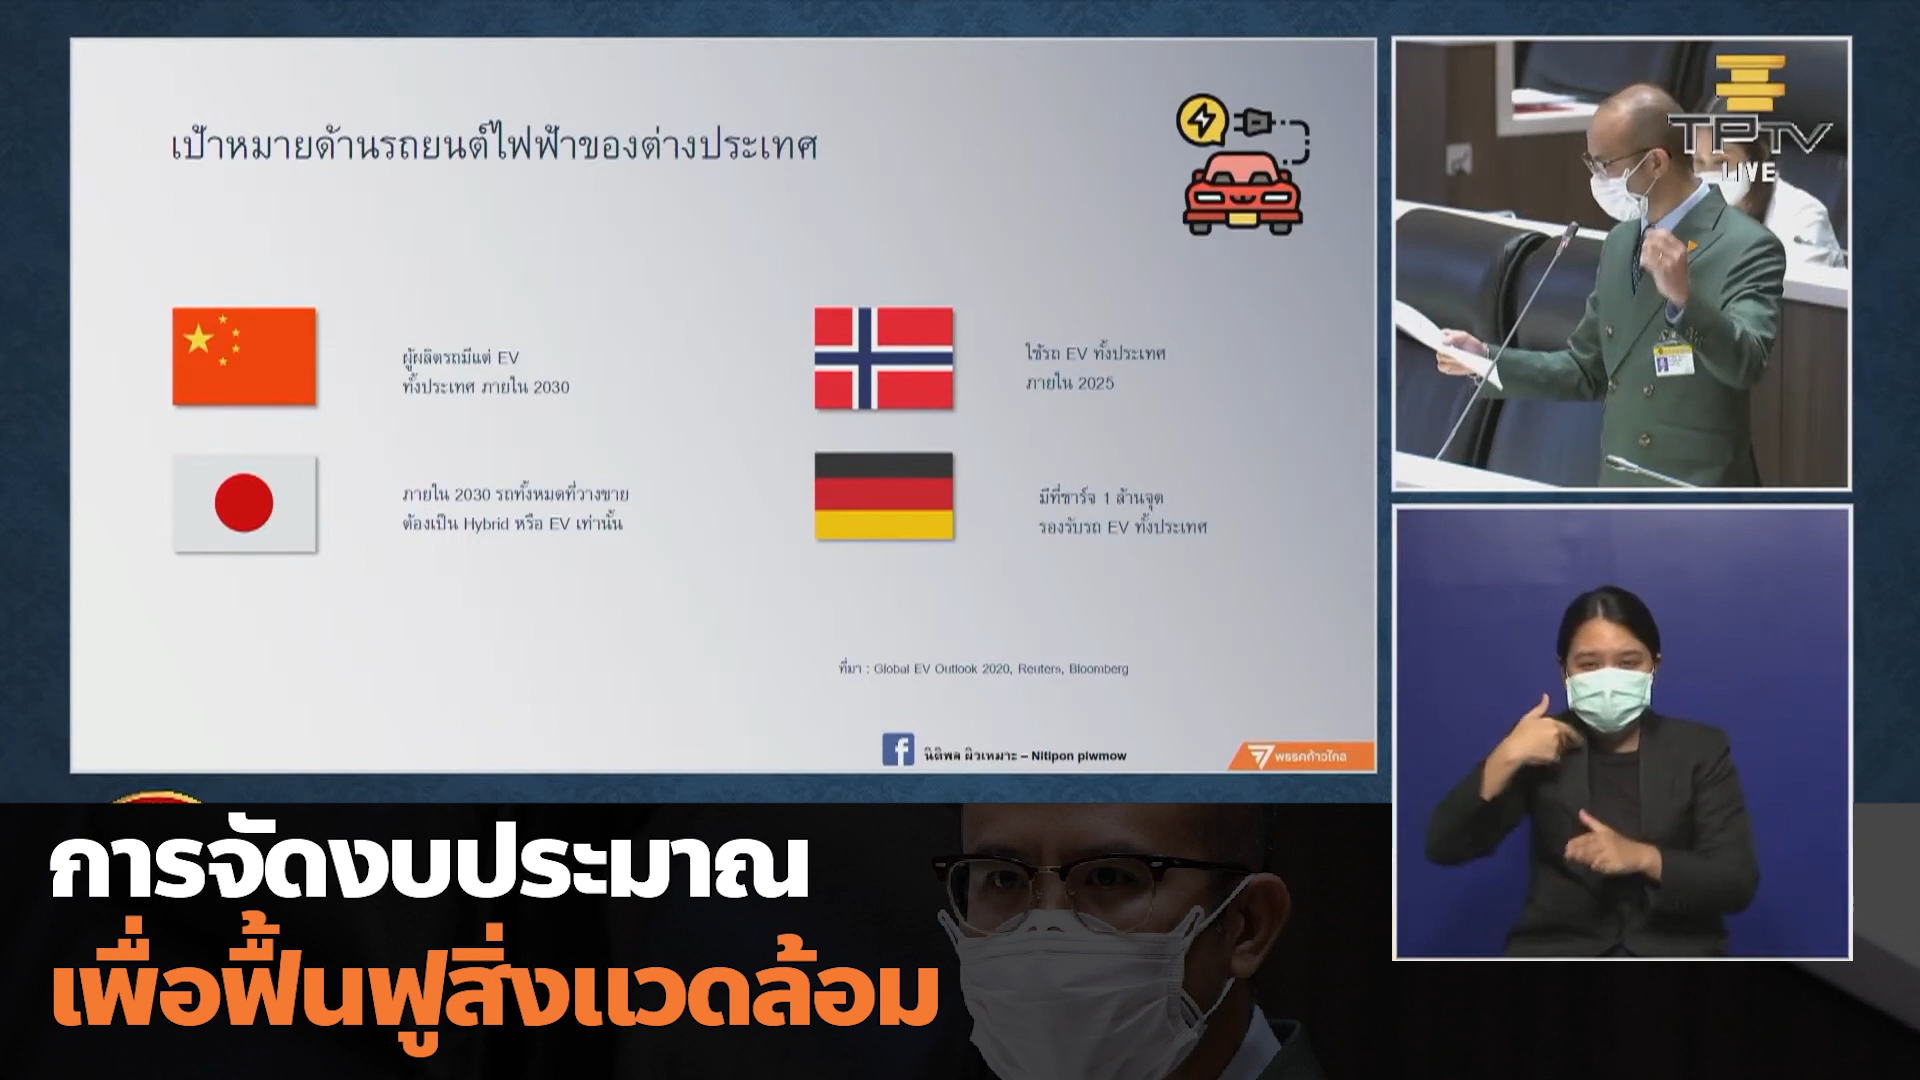 เป้าหมายด้านรถยนต์ไฟฟ้าของต่างประเทศ
ผู้ผลิตรถมีแต่ EV
ทั้งประเทศ ภายใน 2030
ใช้รถ EV ทั้งประเทศ
ภายใน 2025
ภายใน 2030 รถทั้งหมดที่วางขาย
ต้องเป็น Hybrid หรือ EV เท่านั้น
มีที่ชาร์จ 1 ล้านจุด
รองรับรถ EV ทั้งประเทศ
ที่มา : Global EV Outlook 2020, Reuters, Bloomberg
นิติพล ผิวเหมาะ – Nitipon piwmow
พรรคก้าวไกล
TPTV
LIVE
การจัดงบประมาณ
เพื่อฟื้นฟูสิ่งแวดล้อม